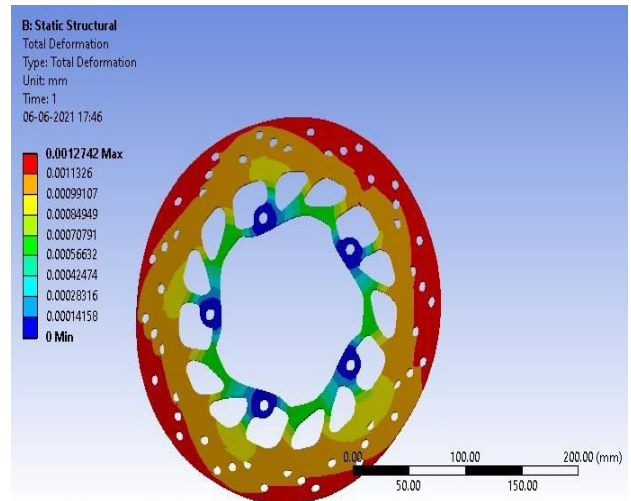 B: Static Structural
Total Deformation
Type: Total Deformation
Unit: mm
Time: 1
06-06-2021 17:46
0.0012742 Max
0.0011326
0.00099107
0.00084949
0.00070791
0.00056632
0.00042474
0.00028316
0.00014158
0 Min
0.00 100.00 200.00 (mm)
50.00 150.00